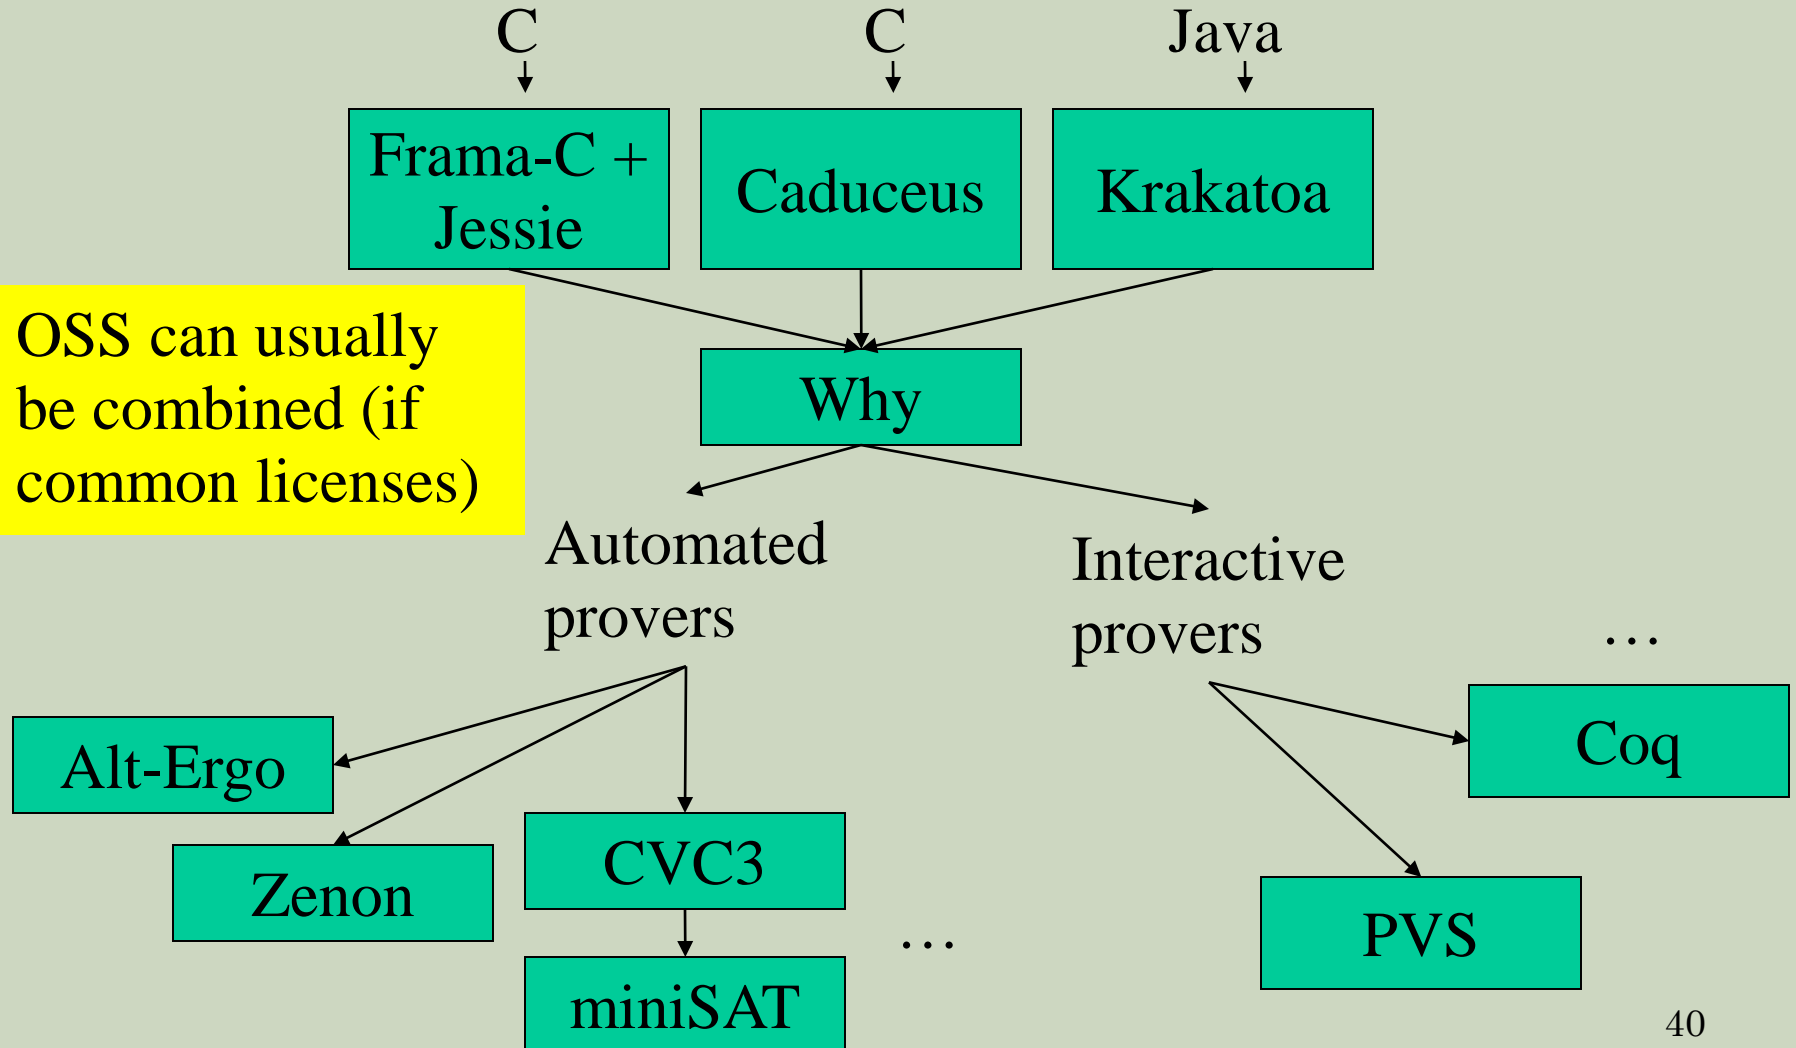 C
C
Java
Frama-C +
Jessie
Caduceus
Krakatoa
OSS can usually
be combined (if
common licenses)
Why
Automated
provers
Interactive
provers
…
Alt-Ergo
Coq
Zenon
CVC3
…
PVS
miniSAT
40